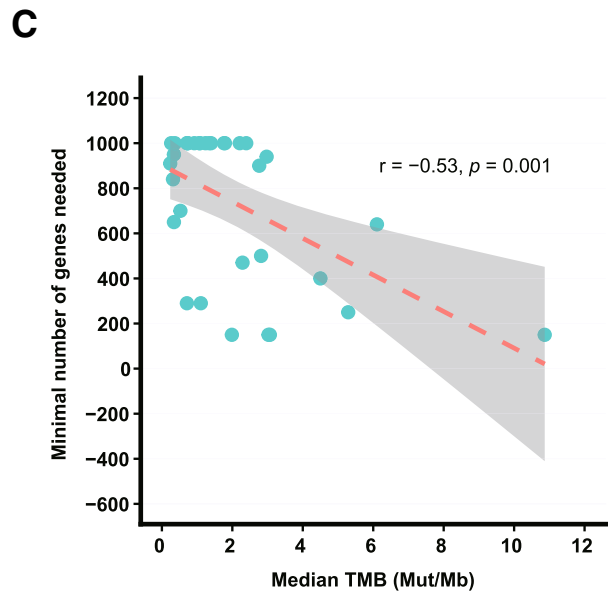 C
1200
1000
800
600
400
200
0
−200
−400
−600
Minimal number of genes needed
r = −0.53, p = 0.001
0 2 4 6 8 10 12
Median TMB (Mut/Mb)